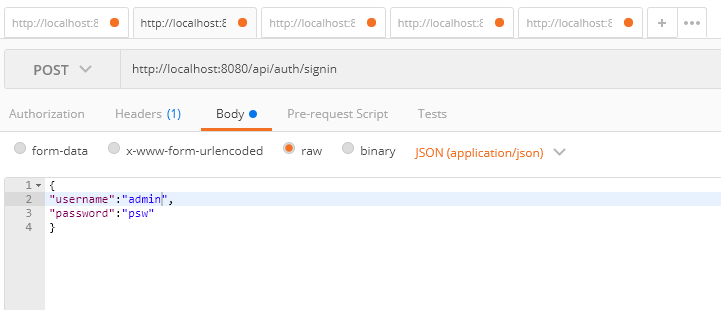 http://localhost:8 http://localhost:8 http://localhost:8 http://localhost:8 http://localhost:8 + •••
POST http://localhost:8080/api/auth/signin
Authorization Headers (1) Body Pre-request Script Tests
form-data x-www-form-urlencoded raw binary JSON (application/json)
1 {
2 "username":"admin",
3 "password":"psw"
4 }